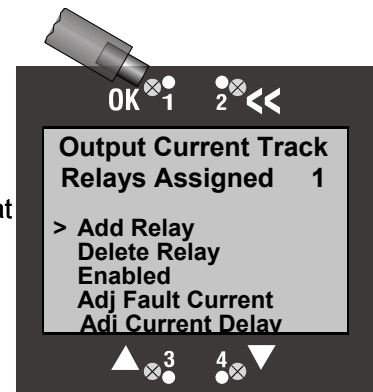 OK 1 2 <<
Output Current Track
Relays Assigned 1
at
> Add Relay
Delete Relay
Enabled
Adj Fault Current
Adj Current Delay
3 4